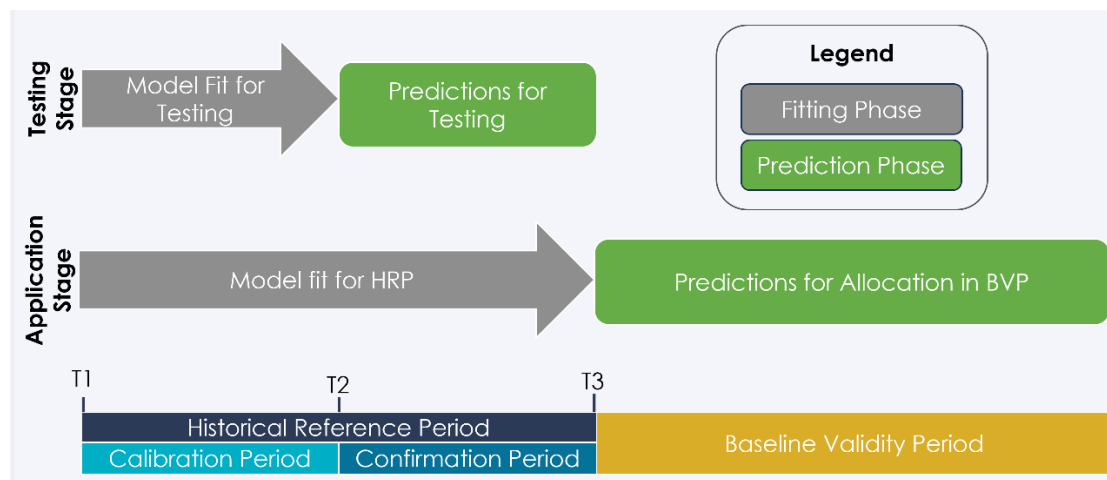 Testing
Stage
Model Fit for
Testing
Predictions for
Testing
Legend
Fitting Phase
Prediction Phase
Application
Stage
Model fit for HRP
Predictions for Allocation in BVP
T1
T2
T3
Historical Reference Period
Calibration Period
Confirmation Period
Baseline Validity Period